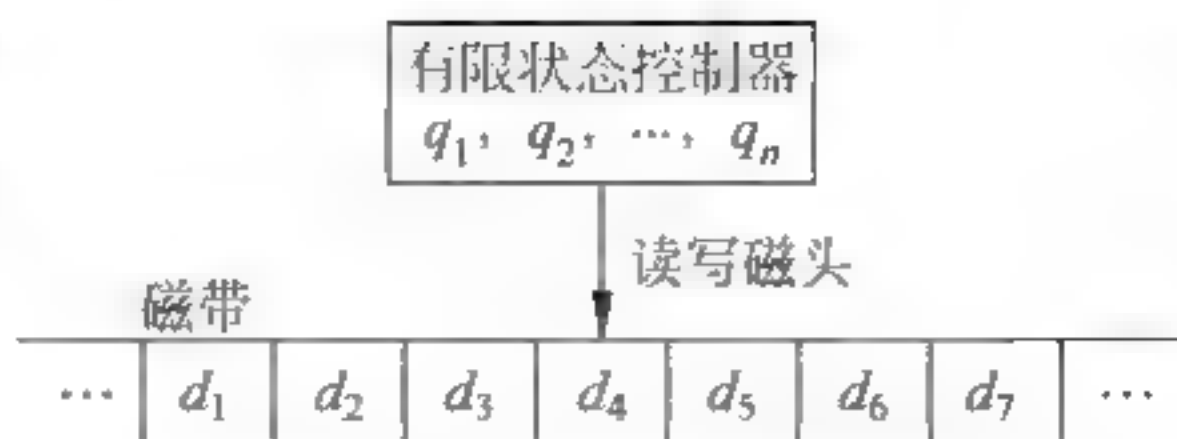 有限状态控制器
q₁, q₂, ···, qₙ
读写磁头
磁带
··· d₁ d₂ d₃ d₄ d₅ d₆ d₇ ···